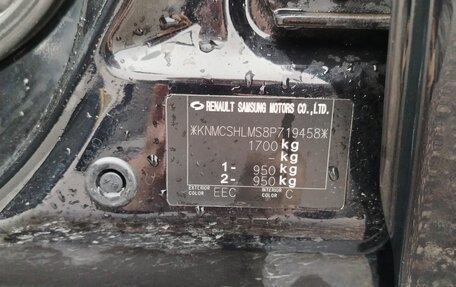 RENAULT SAMSUNG MOTORS CO.,LTD.
*KNMCSHLMS8P719458*
1700 kg
- kg
1- 950 kg
2- 950 kg
EXTERIOR COLOR EEC INTERIOR COLOR C